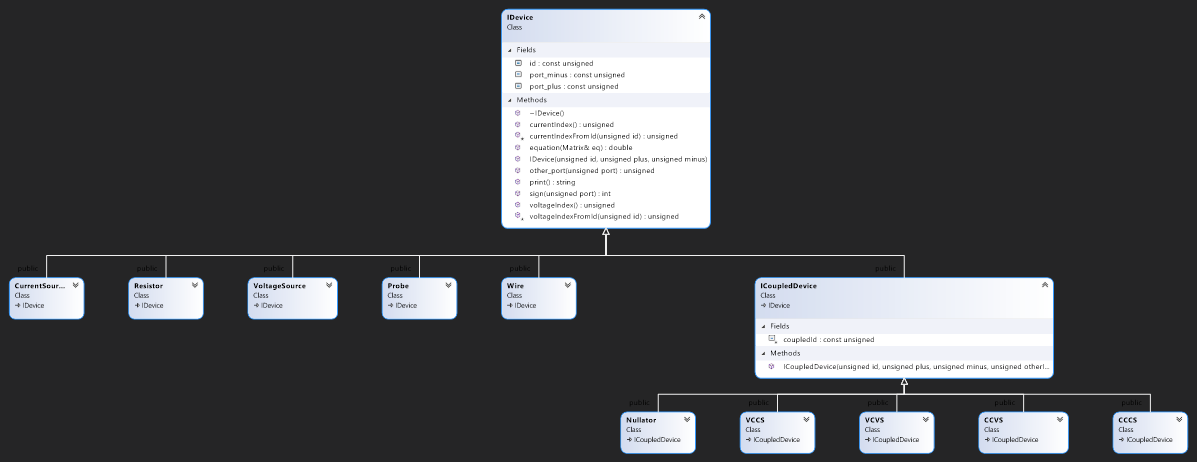 IDevice
Class
Fields
id : const unsigned
port_minus : const unsigned
port_plus : const unsigned
Methods
~IDevice()
currentIndex() : unsigned
currentIndexFromId(unsigned id) : unsigned
equation(Matrix& eq) : double
IDevice(unsigned id, unsigned plus, unsigned minus)
other_port(unsigned port) : unsigned
print() : string
sign(unsigned port) : int
voltageIndex() : unsigned
voltageIndexFromId(unsigned id) : unsigned
public
public
public
public
public
public
CurrentSour...
Class
IDevice
Resistor
Class
IDevice
VoltageSource
Class
IDevice
Probe
Class
IDevice
Wire
Class
IDevice
ICoupledDevice
Class
IDevice
Fields
coupledId : const unsigned
Methods
ICoupledDevice(unsigned id, unsigned plus, unsigned minus, unsigned otherI...
public
public
public
public
public
Nullator
Class
ICoupledDevice
VCCS
Class
ICoupledDevice
VCVS
Class
ICoupledDevice
CCVS
Class
ICoupledDevice
CCCS
Class
ICoupledDevice